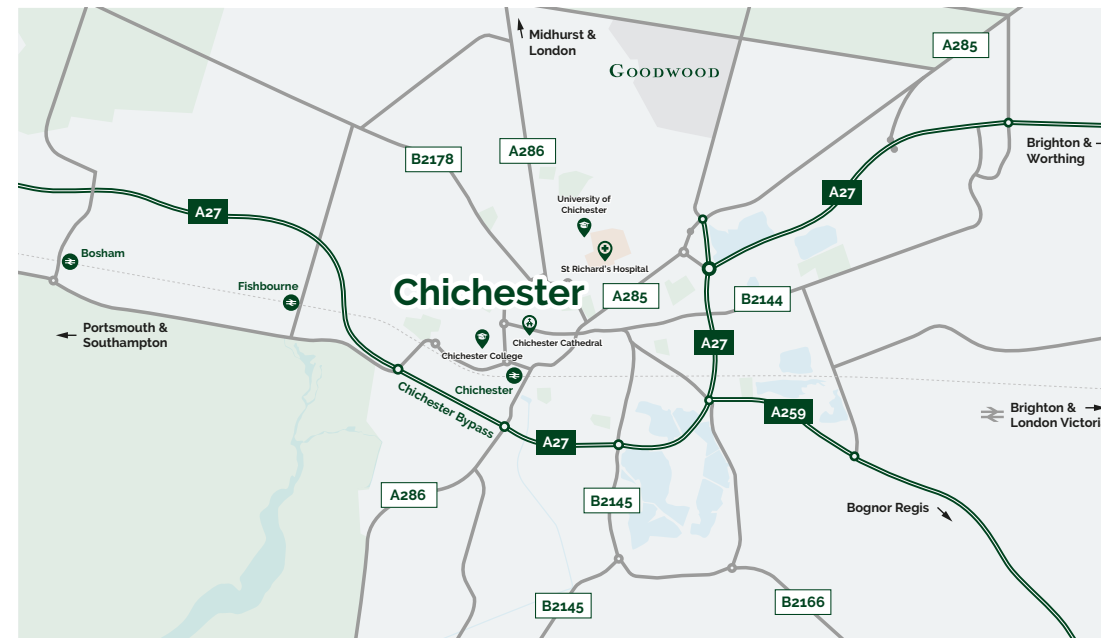 Midhurst &
London
GOODWOOD
A285
B2178
A286
Brighton &
Worthing
A27
A27
University of
Chichester
St Richard's Hospital
Bosham
Fishbourne
Chichester
A285
B2144
Portsmouth &
Southampton
Chichester Cathedral
Chichester College
A27
Chichester
Chichester Bypass
A259
Brighton &
London Victori
A27
A286
B2145
Bognor Regis
B2145
B2166